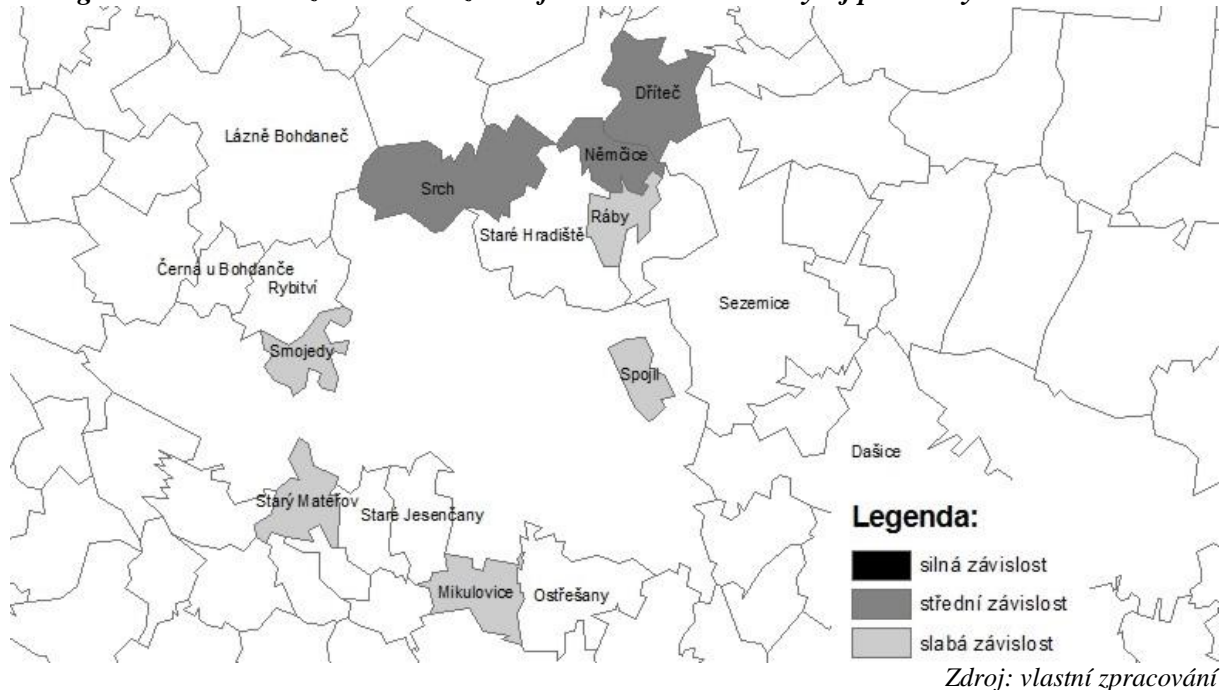 Dříteč
Lázně Bohdaneč
Němčice
Srch
Ráby
Staré Hradiště
Černá u Bohdanče
Rybitví
Sezemice
Smojedy
Spojil
Dašice
Starý Matěřov
Staré Jesenčany
Legenda:
silná závislost
Mikulovice
Ostřešany
střední závislost
slabá závislost
Zdroj: vlastní zpracování